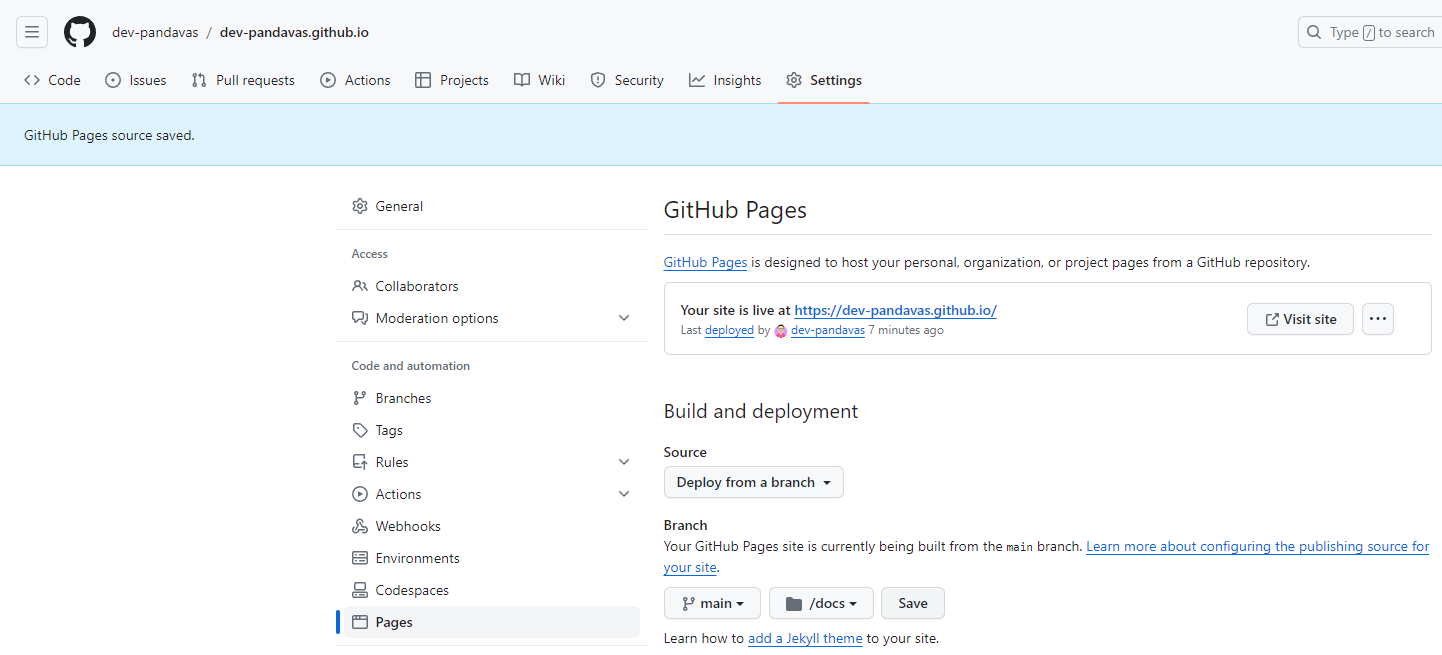 dev-pandavas / dev-pandavas.github.io
Type / to search
Code Issues Pull requests Actions Projects Wiki Security Insights Settings
GitHub Pages source saved.
General
Access
Collaborators
Moderation options
Code and automation
Branches
Tags
Rules
Actions
Webhooks
Environments
Codespaces
Pages
GitHub Pages
GitHub Pages is designed to host your personal, organization, or project pages from a GitHub repository.
Your site is live at https://dev-pandavas.github.io/
Last deployed by dev-pandavas 7 minutes ago
Visit site
Build and deployment
Source
Deploy from a branch
Branch
Your GitHub Pages site is currently being built from the main branch. Learn more about configuring the publishing source for
your site.
main /docs Save
Learn how to add a Jekyll theme to your site.